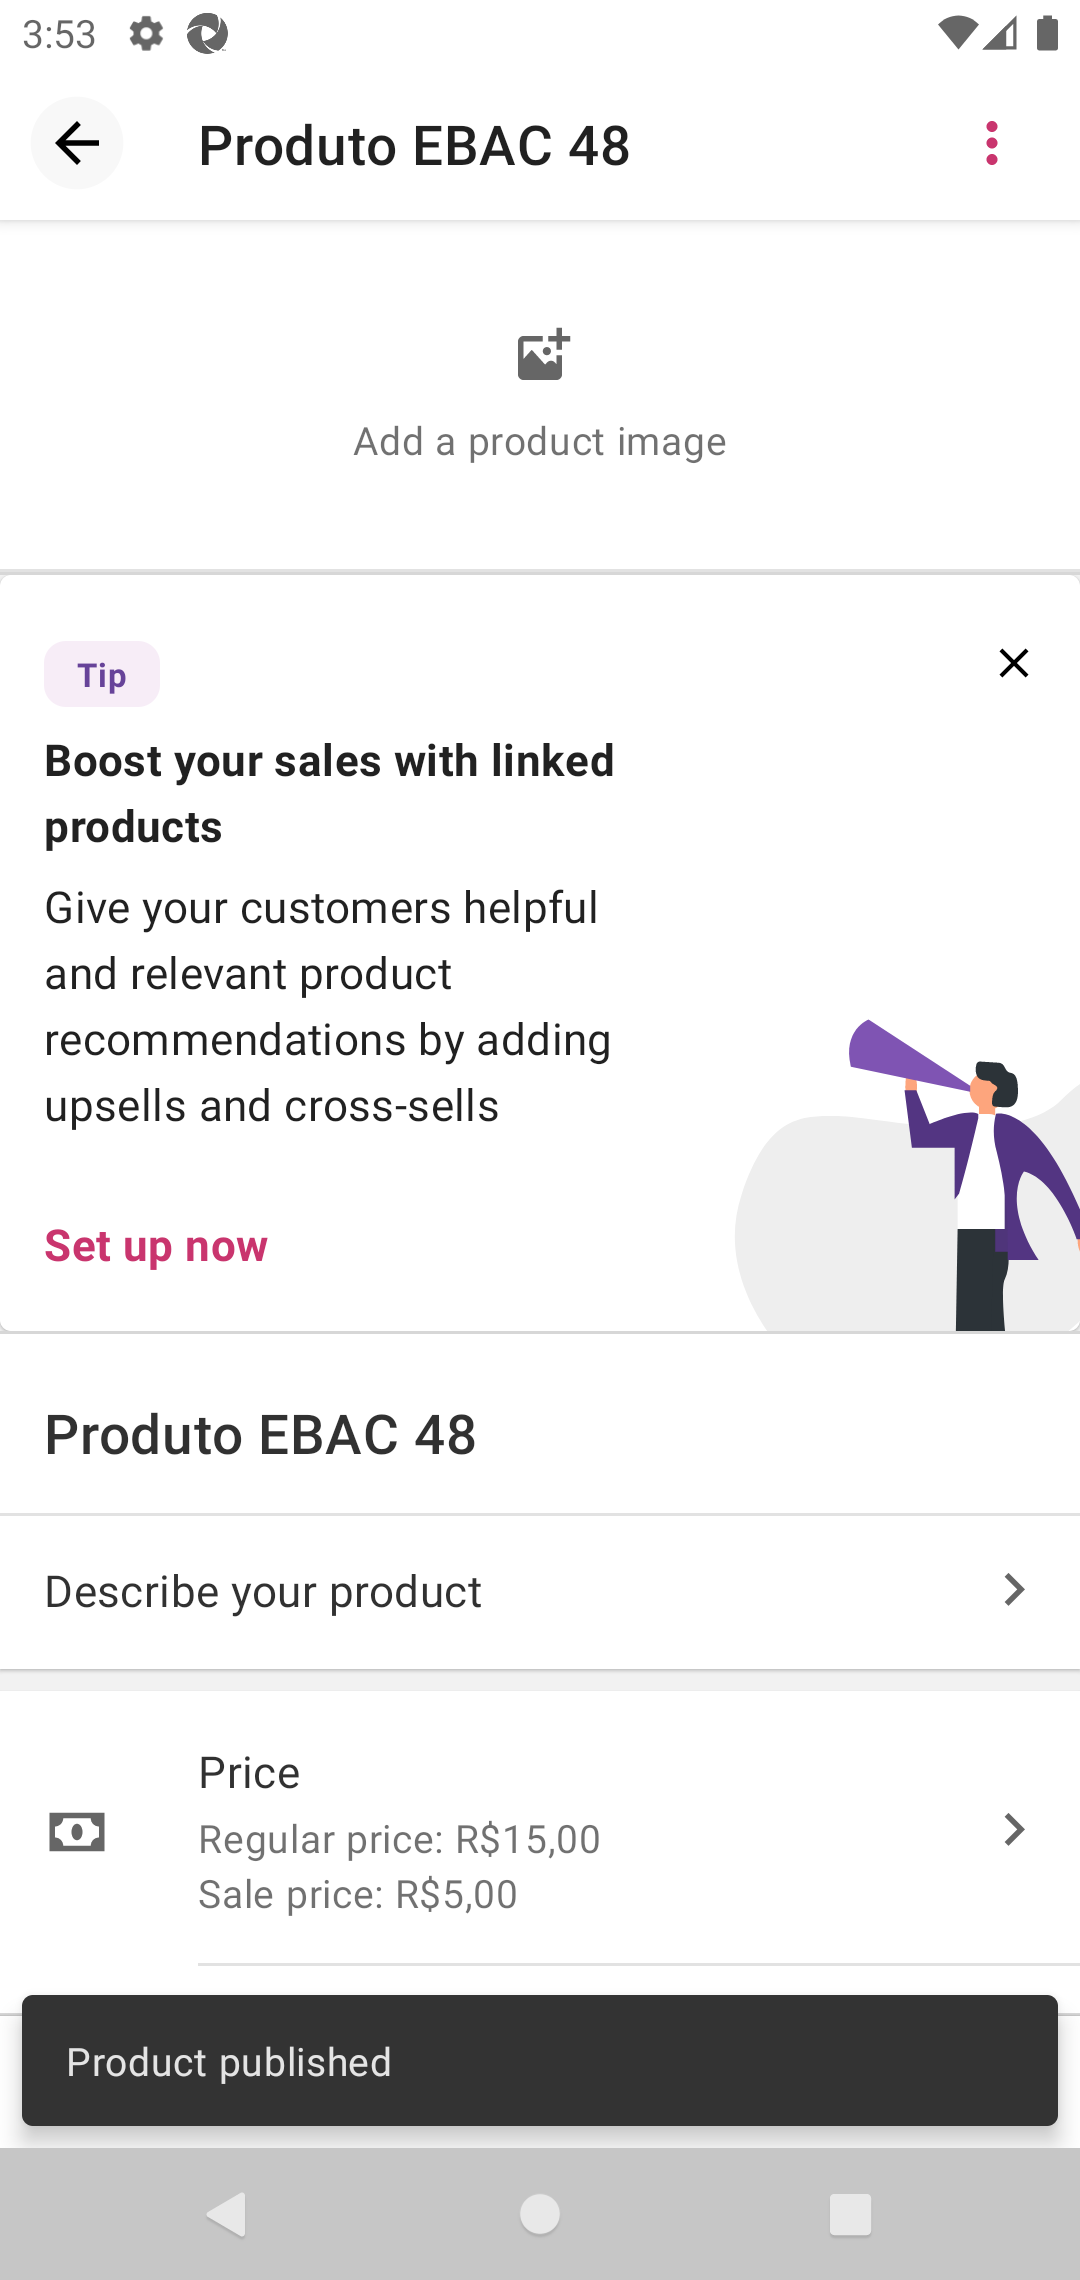 3:53
Produto EBAC 48
Add a product image
Tip
Boost your sales with linked
products
Give your customers helpful
and relevant product
recommendations by adding
upsells and cross-sells
Set up now
Produto EBAC 48
Describe your product
Price
Regular price: R$15,00
Sale price: R$5,00
Product published